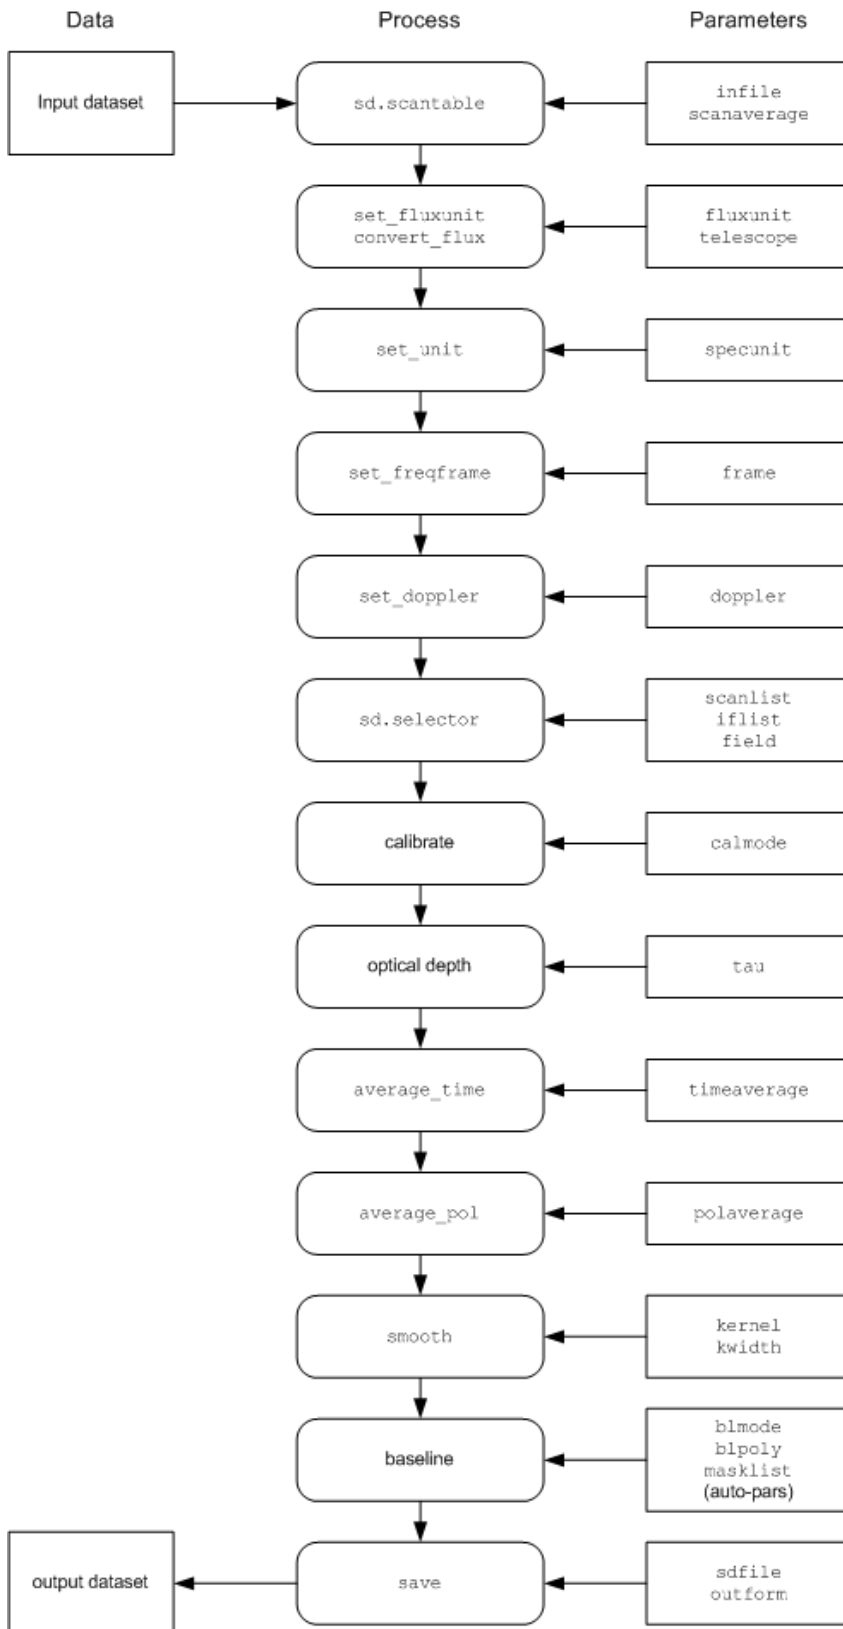 Data
Process
Parameters
Input dataset
sd.scantable
infile
scanaverage
set_fluxunit
convert_flux
fluxunit
telescope
set_unit
specunit
set_freqframe
frame
set_doppler
doppler
sd.selector
scanlist
iflist
field
calibrate
calmode
optical depth
tau
average_time
timeaverage
average_pol
polaverage
smooth
kernel
kwidth
baseline
blmode
blpoly
masklist
(auto-pars)
output dataset
save
sdfile
outform